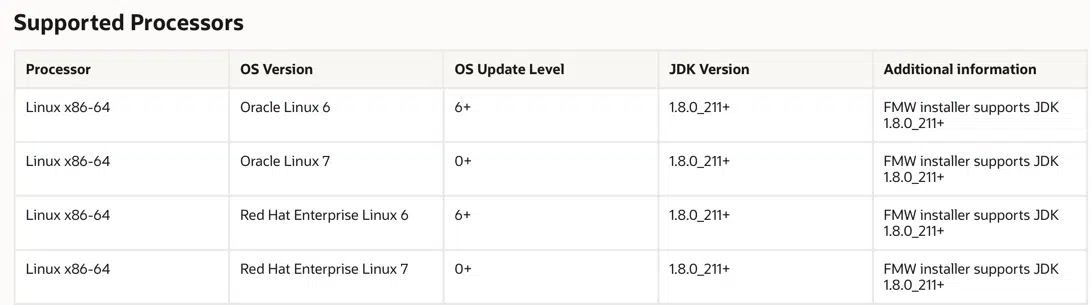 Supported Processors
Processor OS Version OS Update Level JDK Version Additional information
Linux x86-64 Oracle Linux 6 6+ 1.8.0_211+ FMW installer supports JDK
1.8.0_211+
Linux x86-64 Oracle Linux 7 0+ 1.8.0_211+ FMW installer supports JDK
1.8.0_211+
Linux x86-64 Red Hat Enterprise Linux 6 6+ 1.8.0_211+ FMW installer supports JDK
1.8.0_211+
Linux x86-64 Red Hat Enterprise Linux 7 0+ 1.8.0_211+ FMW installer supports JDK
1.8.0_211+